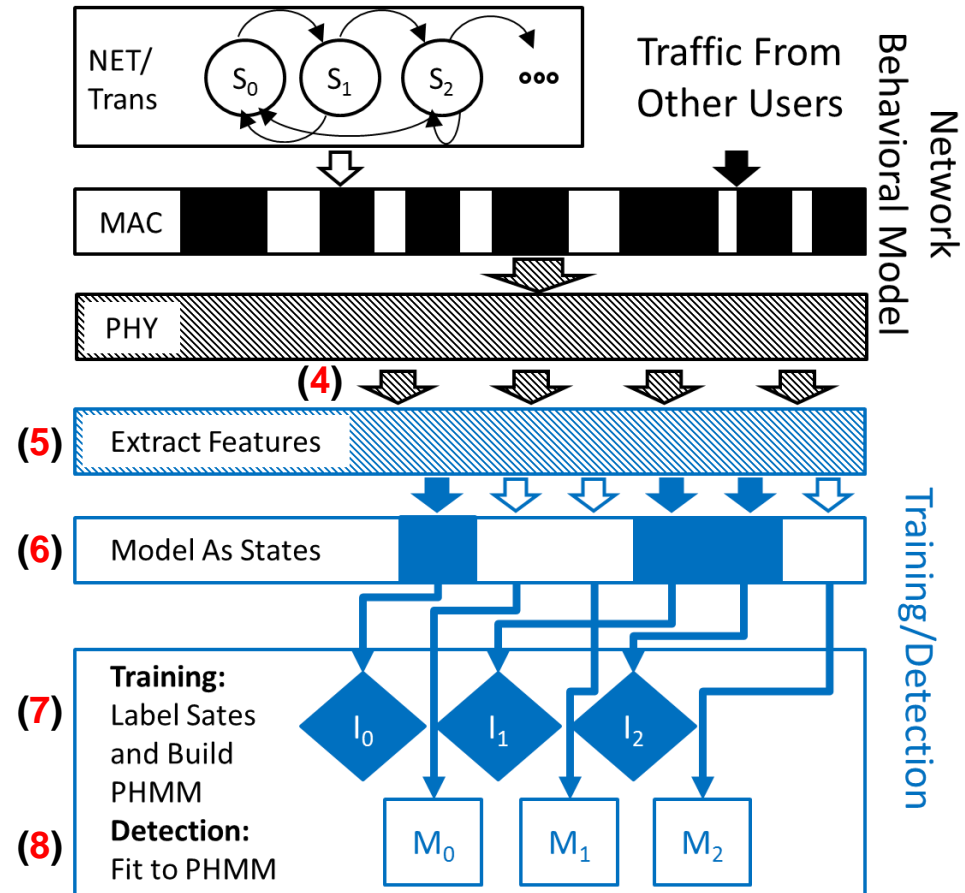 NET/
Trans
S₀
S₁
S₂
ooo
Traffic From
Other Users
Network
Behavioral Model
MAC
PHY
(4)
(5)
Extract Features
(6)
Model As States
Training/Detection
(7)
Training:
Label Sates
and Build
PHMM
I₀
I₁
I₂
(8)
Detection:
Fit to PHMM
M₀
M₁
M₂